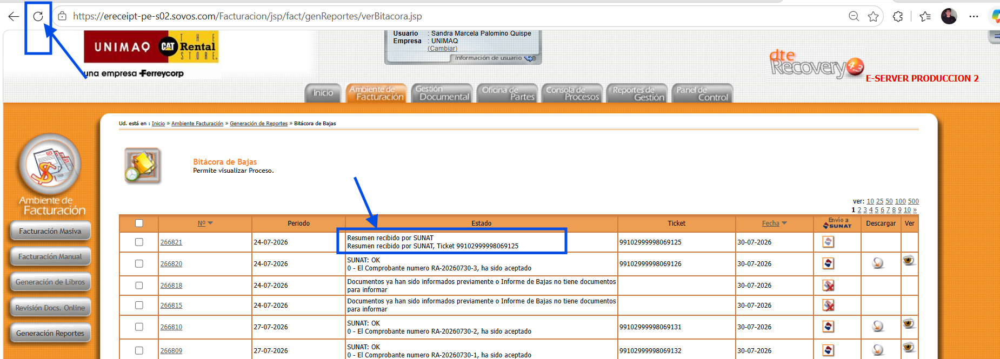 https://ereceipt-pe-s02.sovos.com/Facturacion/jsp/fact/genReportes/verBitacora.jsp
UNIMAQ CAT THE Rental STORE.
una empresa Ferreycorp
Usuario : Sandra Marcela Palomino Quispe
Empresa : UNIMAQ
(Cambiar)
Información de usuario
dte Recovery 4.3
E-SERVER PRODUCCION 2
Inicio
Ambiente de Facturación
Gestión Documental
Oficina de Partes
Consola de Procesos
Reportes de Gestión
Panel de Control
Ud. está en : Inicio » Ambiente Facturación » Generación de Reportes » Bitácora de Bajas
Ambiente de Facturación
Facturación Masiva
Facturación Manual
Generación de Libros
Revisión Docs. Online
Generación Reportes
Bitácora de Bajas
Permite visualizar Proceso.
ver: 10 25 50 100 500
1 2 3 4 5 6 7 8 9 10 »
Nº Periodo Estado Ticket Fecha Envío a SUNAT Descargar Ver
266821 24-07-2026 Resumen recibido por SUNAT
Resumen recibido por SUNAT, Ticket 99102999998069125 99102999998069125 30-07-2026
266820 24-07-2026 SUNAT: OK
0 - El Comprobante numero RA-20260730-3, ha sido aceptado 99102999998069126 30-07-2026
266818 24-07-2026 Documentos ya han sido informados previamente o Informe de Bajas no tiene documentos
para informar 30-07-2026
266815 24-07-2026 Documentos ya han sido informados previamente o Informe de Bajas no tiene documentos
para informar 30-07-2026
266810 27-07-2026 SUNAT: OK
0 - El Comprobante numero RA-20260730-2, ha sido aceptado 99102999998069131 30-07-2026
266809 27-07-2026 SUNAT: OK
0 - El Comprobante numero RA-20260730-1, ha sido aceptado 99102999998069132 30-07-2026